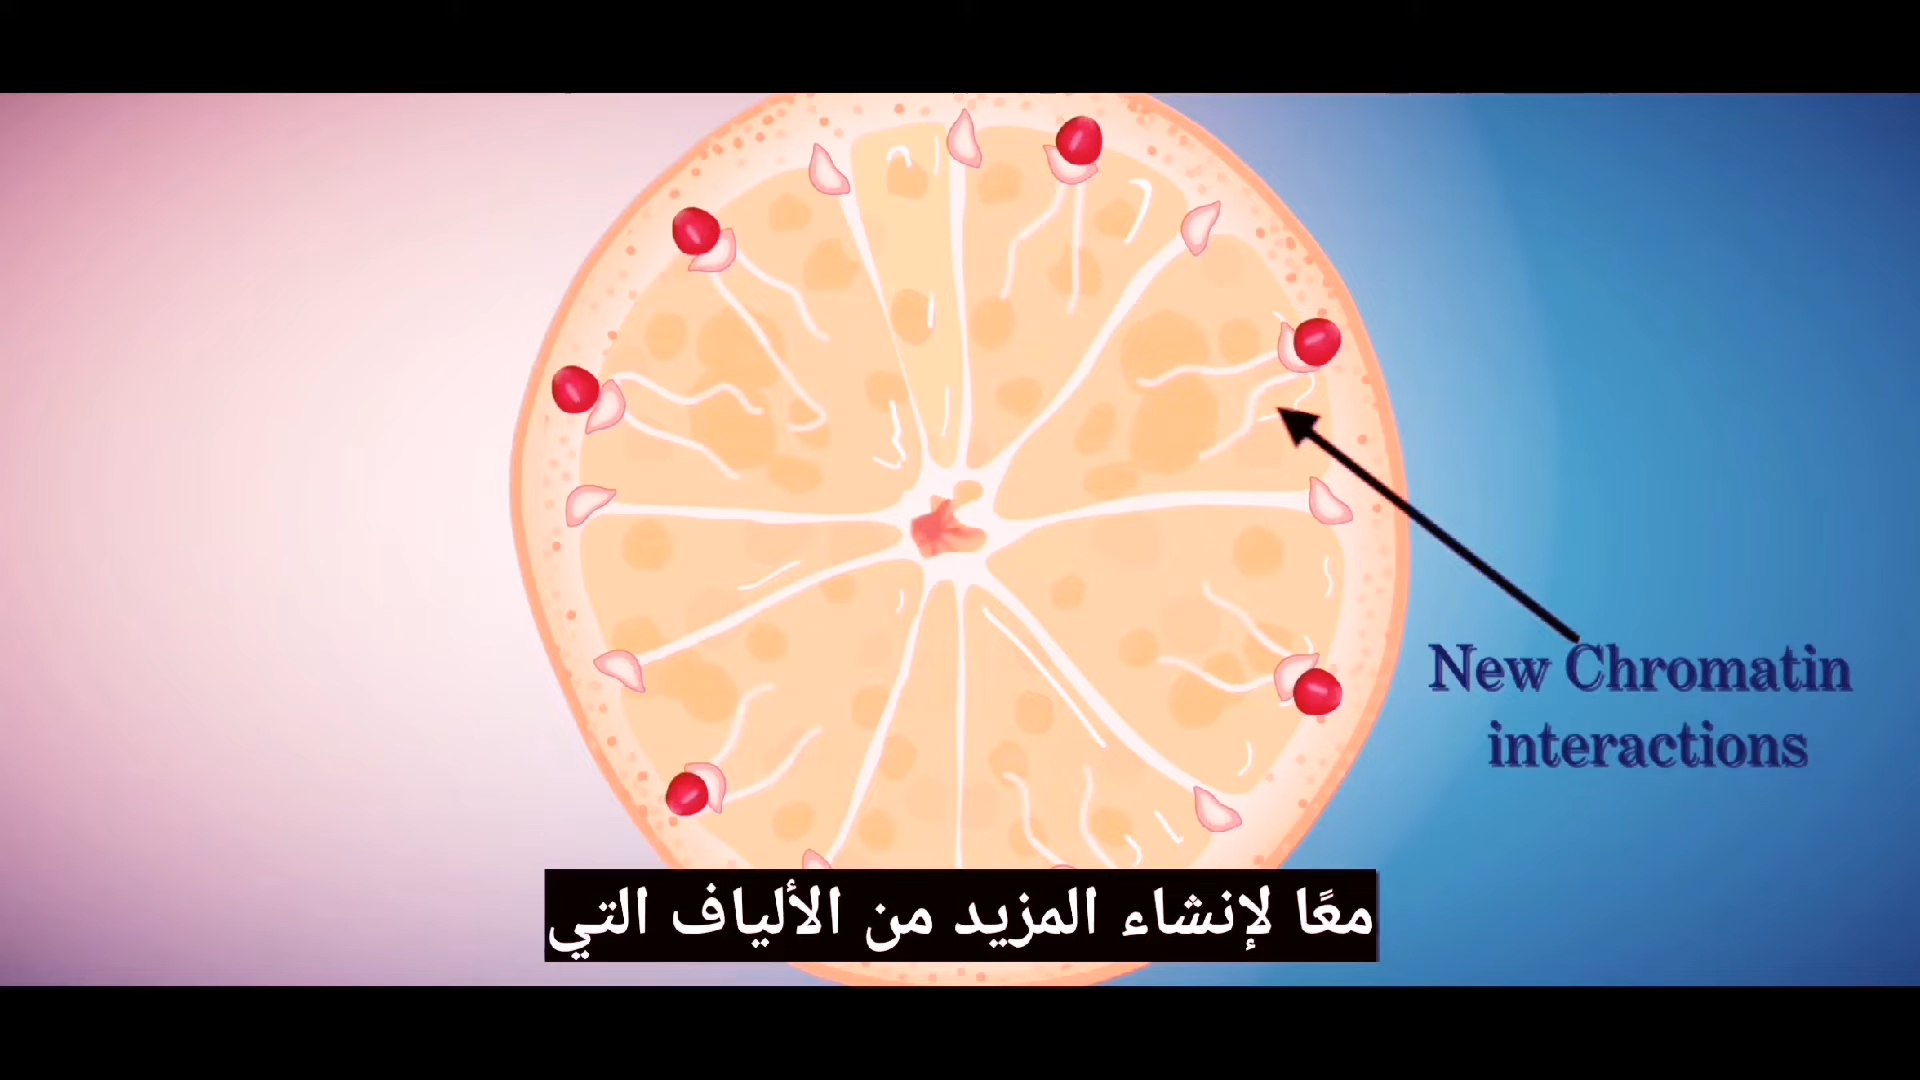 New Chromatin
interactions
معًا لإنشاء المزيد من الألياف التي